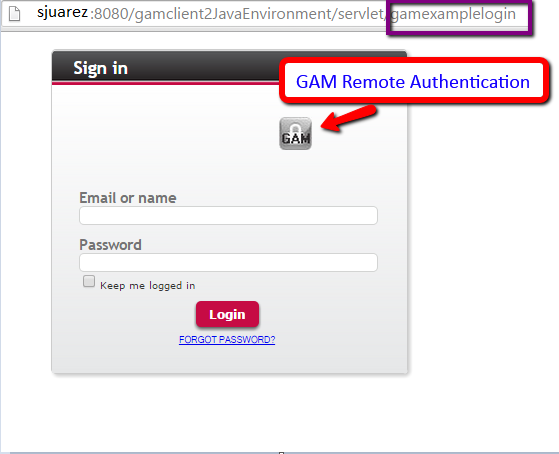 sjuarez:8080/gamclient2JavaEnvironment/servlet/gamexamplelogin
Sign in
GAM Remote Authentication
GAM
Email or name
Password
Keep me logged in
Login
FORGOT PASSWORD?